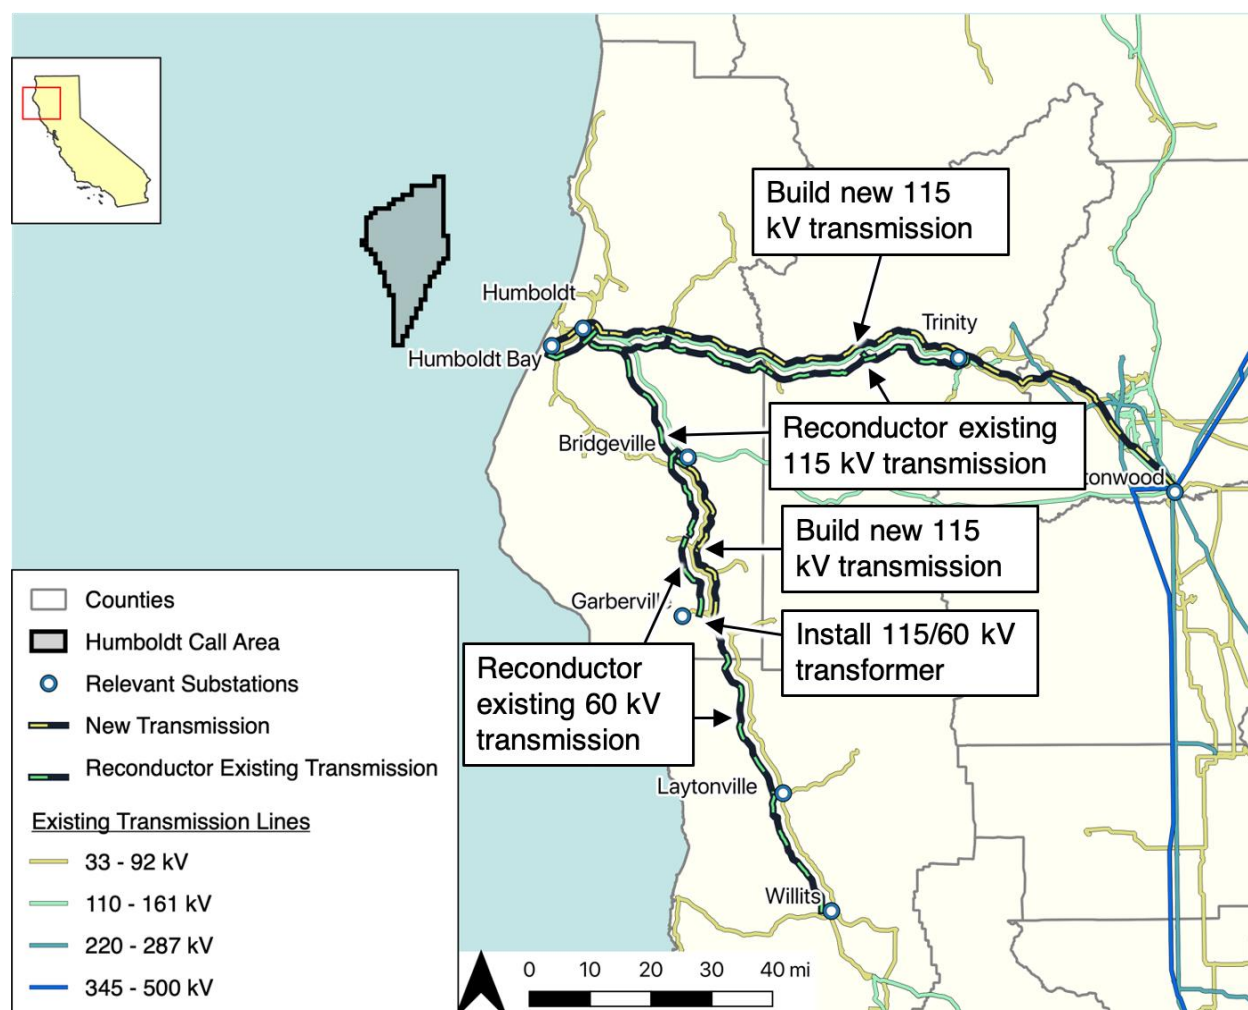 Build new 115
kV transmission
Humboldt
Trinity
Humboldt Bay
Reconductor existing
115 kV transmission
Bridgeville
tonwood
Build new 115
kV transmission
Garberville
Install 115/60 kV
transformer
Reconductor
existing 60 kV
transmission
Laytonville
Willits
Counties
Humboldt Call Area
Relevant Substations
New Transmission
Reconductor Existing Transmission
Existing Transmission Lines
33 - 92 kV
110 - 161 kV
220 - 287 kV
345 - 500 kV
0 10 20 30 40 mi